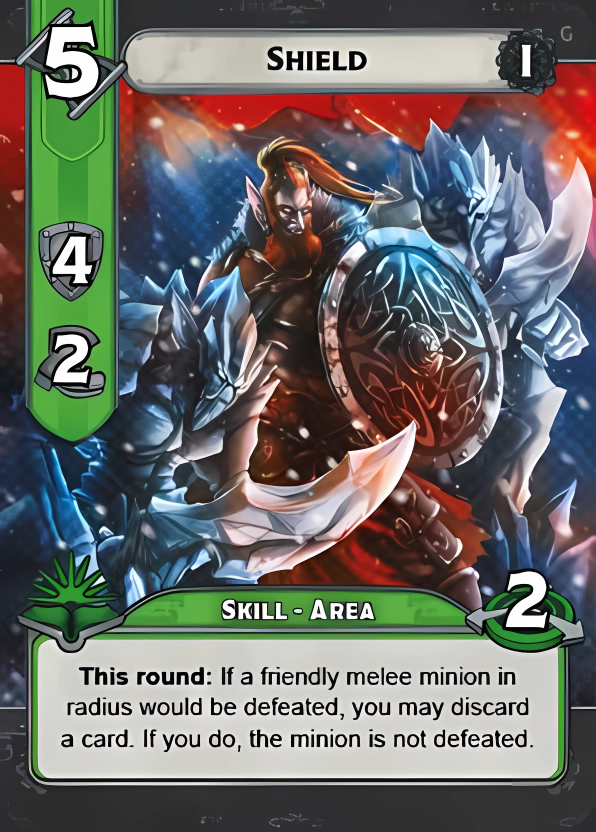 5
SHIELD
I
G
4
2
SKILL - AREA
2
This round: If a friendly melee minion in
radius would be defeated, you may discard
a card. If you do, the minion is not defeated.